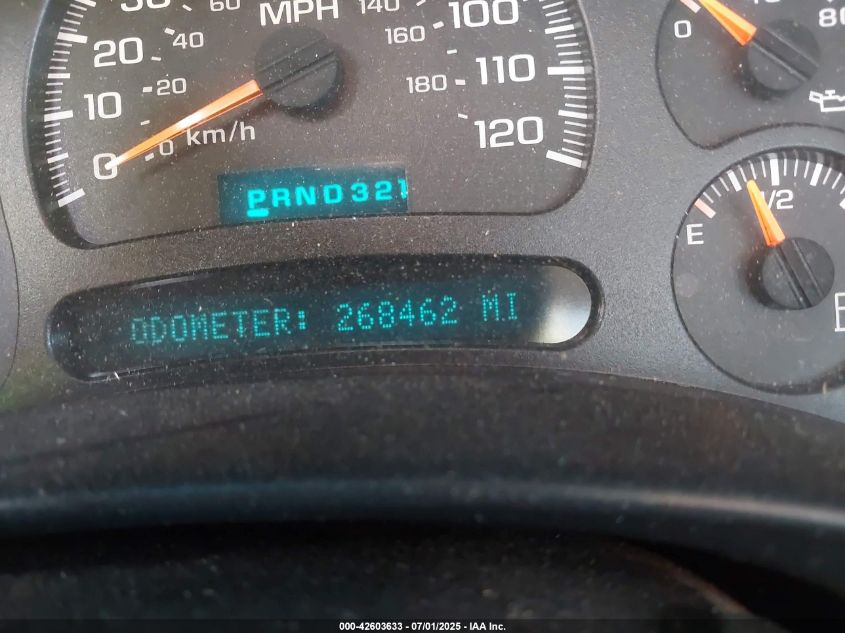 60 MPH 140 100
20 40 160 80
0
10 20 180 110
0 0 km/h 120
PRND321
E 1/2
ODOMETER: 268462 MI
000-42603633 - 07/01/2025 - IAA Inc.